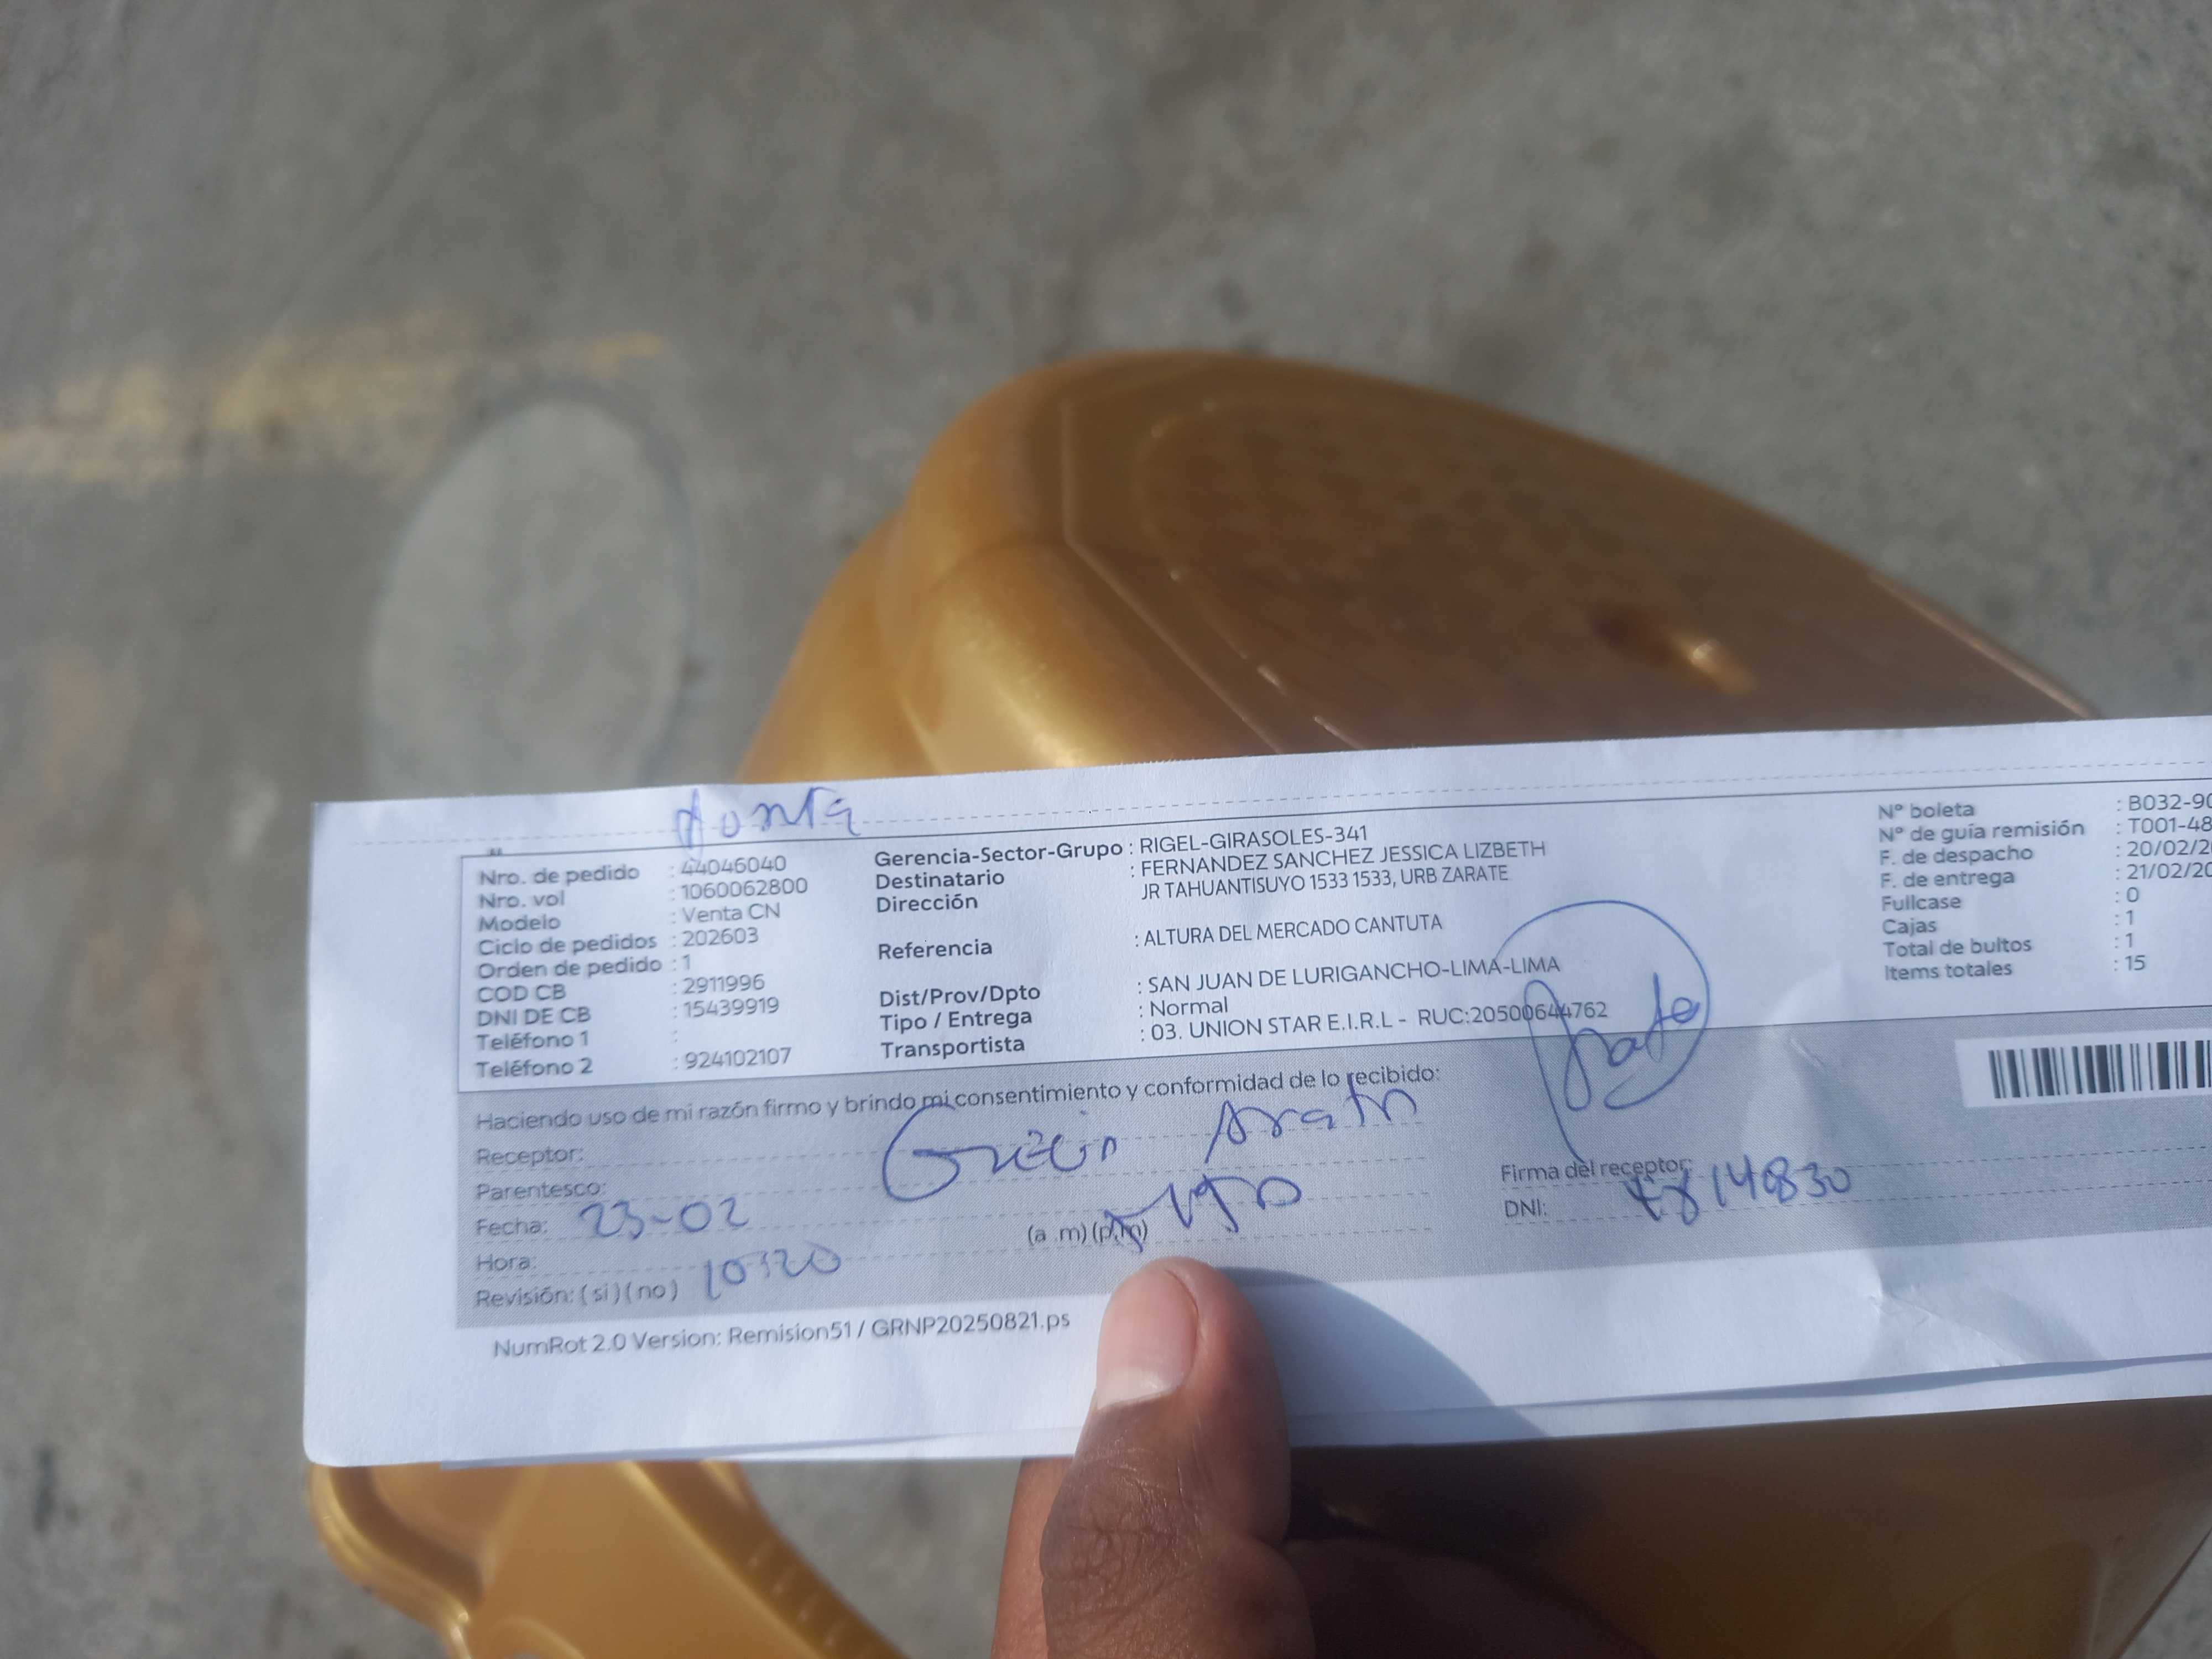 Nro. de pedido : 44046040
Nro. vol : 1060062800
Modelo : Venta CN
Ciclo de pedidos : 202603
Orden de pedido : 1
COD CB : 2911996
DNI DE CB : 15439919
Teléfono 1 :
Teléfono 2 : 924102107
Gerencia-Sector-Grupo : RIGEL-GIRASOLES-341
Destinatario : FERNANDEZ SANCHEZ JESSICA LIZBETH
Dirección JR TAHUANTISUYO 1533 1533, URB ZARATE
Referencia : ALTURA DEL MERCADO CANTUTA
Dist/Prov/Dpto : SAN JUAN DE LURIGANCHO-LIMA-LIMA
Tipo / Entrega : Normal
Transportista : 03. UNION STAR E.I.R.L - RUC:20500644762
N° boleta : B032-90
N° de guía remisión : T001-48
F. de despacho : 20/02/2
F. de entrega : 21/02/20
Fullcase : 0
Cajas : 1
Total de bultos : 1
Items totales : 15
Haciendo uso de mi razón firmo y brindo mi consentimiento y conformidad de lo recibido:
Receptor:
Parentesco:
Fecha: 23-02
Hora: (a .m) (p.m)
Revisión: ( si ) ( no ) 10:20
Firma del receptor:
DNI:
NumRot 2.0 Version: Remision51 / GRNP20250821.ps